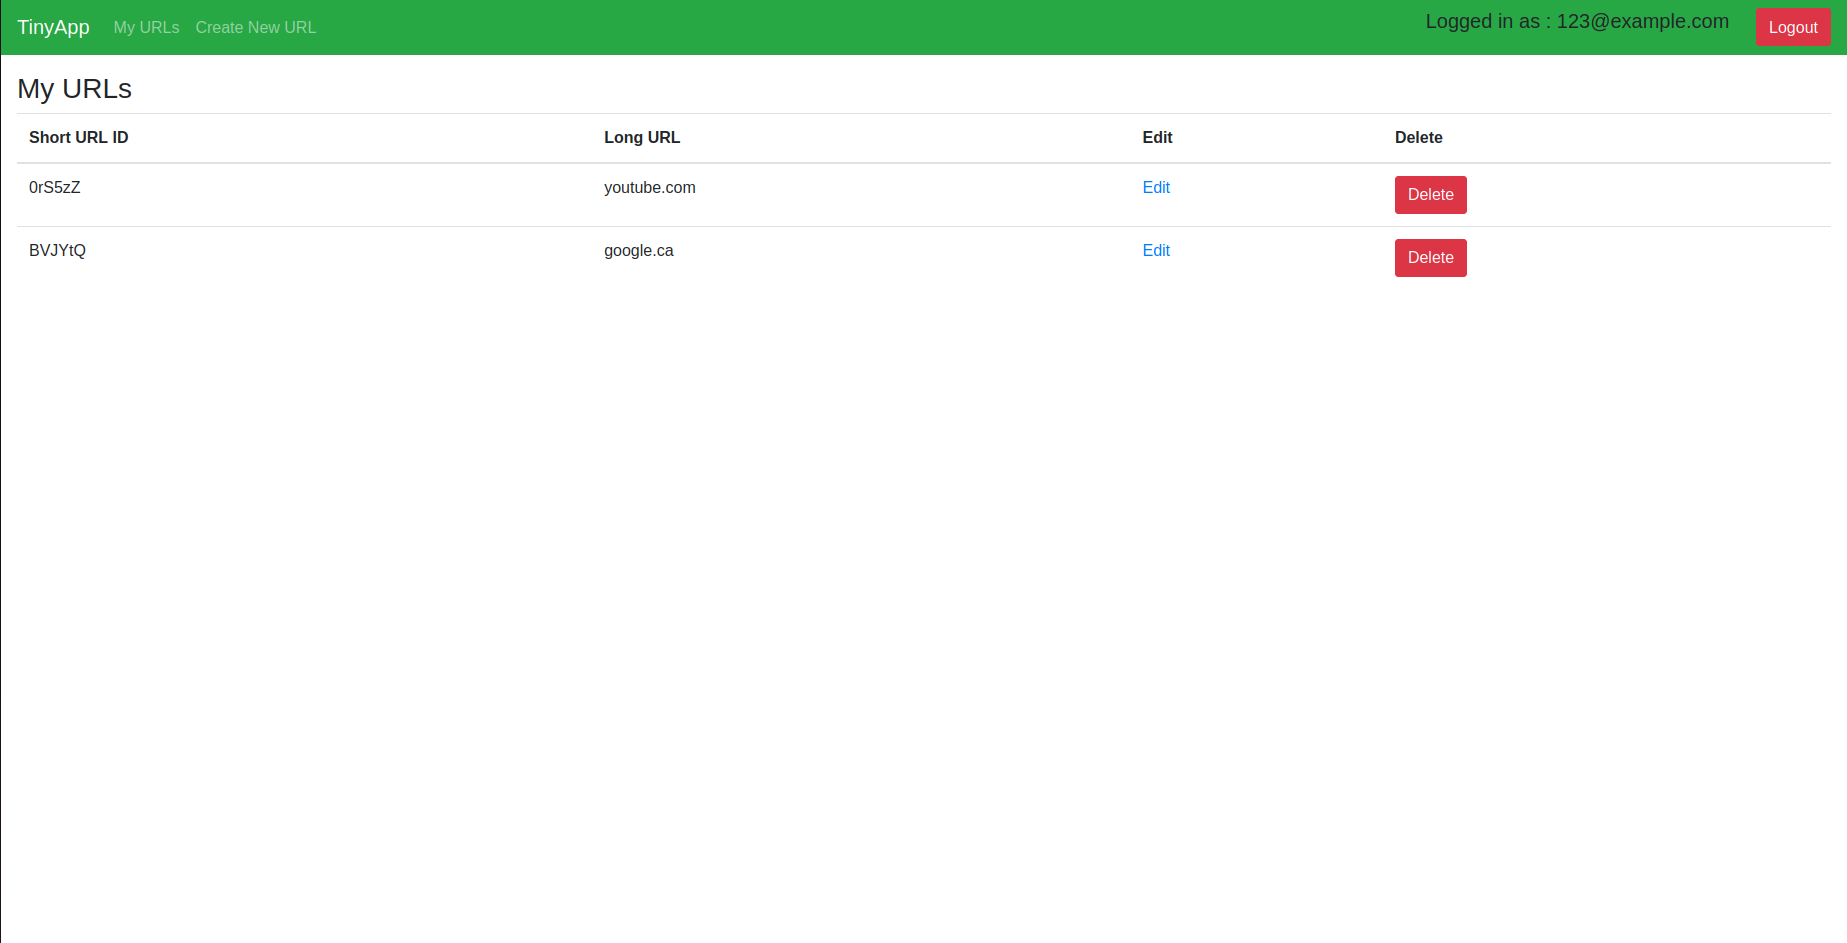 TinyApp My URLs Create New URL Logged in as : 123@example.com Logout
My URLs
Short URL ID Long URL Edit Delete
0rS5zZ youtube.com Edit Delete
BVJYtQ google.ca Edit Delete